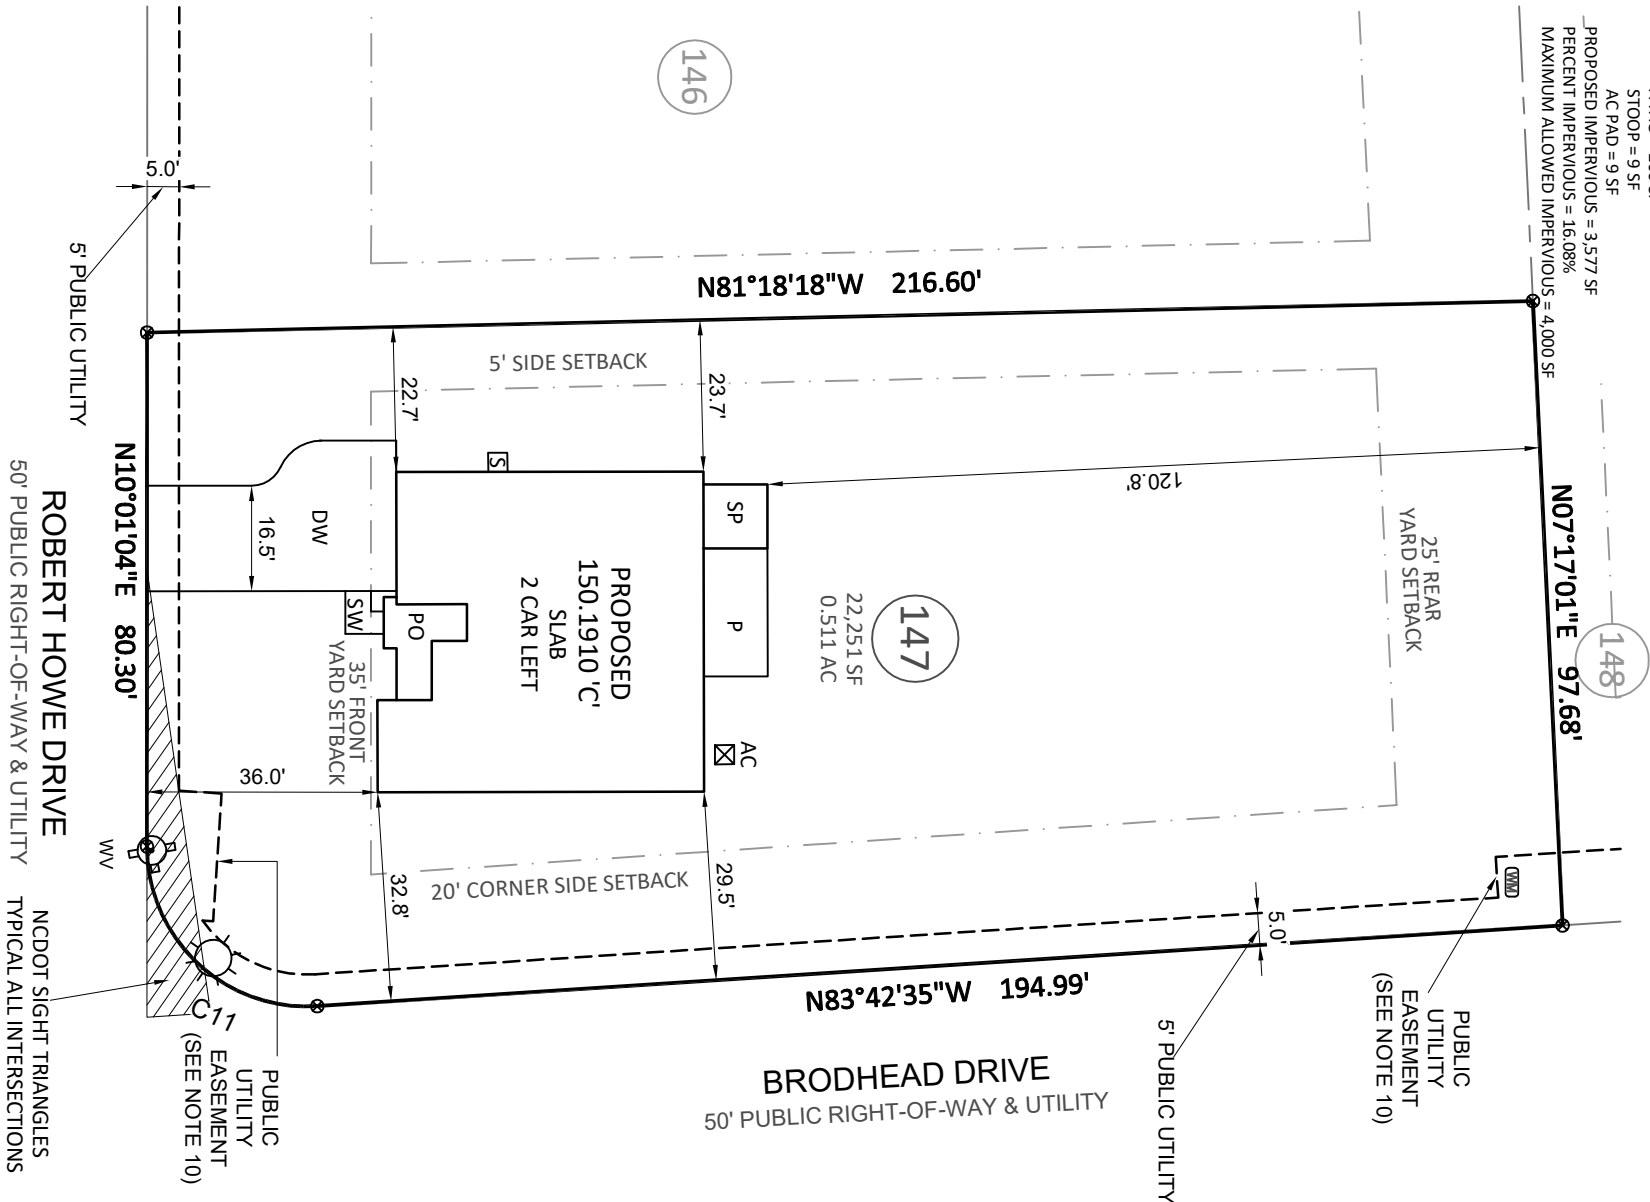 STOOP = 9 SF
AC PAD = 9 SF
PROPOSED IMPERVIOUS = 3,577 SF
PERCENT IMPERVIOUS = 16.08%
MAXIMUM ALLOWED IMPERVIOUS = 4,000 SF
146
148
5.0'
5' PUBLIC UTILITY
N81°18'18"W 216.60'
5' SIDE SETBACK
22.7'
23.7'
120.8'
N07°17'01"E 97.68'
25' REAR
YARD SETBACK
147
22,251 SF
0.511 AC
S
SP
P
DW
16.5'
SW
PO
PROPOSED
150.1910 'C'
SLAB
2 CAR LEFT
AC
35' FRONT
YARD SETBACK
36.0'
N10°01'04"E 80.30'
ROBERT HOWE DRIVE
50' PUBLIC RIGHT-OF-WAY & UTILITY
WV
32.8'
29.5'
20' CORNER SIDE SETBACK
WM
5.0'
N83°42'35"W 194.99'
C11
BRODHEAD DRIVE
50' PUBLIC RIGHT-OF-WAY & UTILITY
5' PUBLIC UTILITY
PUBLIC
UTILITY
EASEMENT
(SEE NOTE 10)
PUBLIC
UTILITY
EASEMENT
(SEE NOTE 10)
NCDOT SIGHT TRIANGLES
TYPICAL ALL INTERSECTIONS